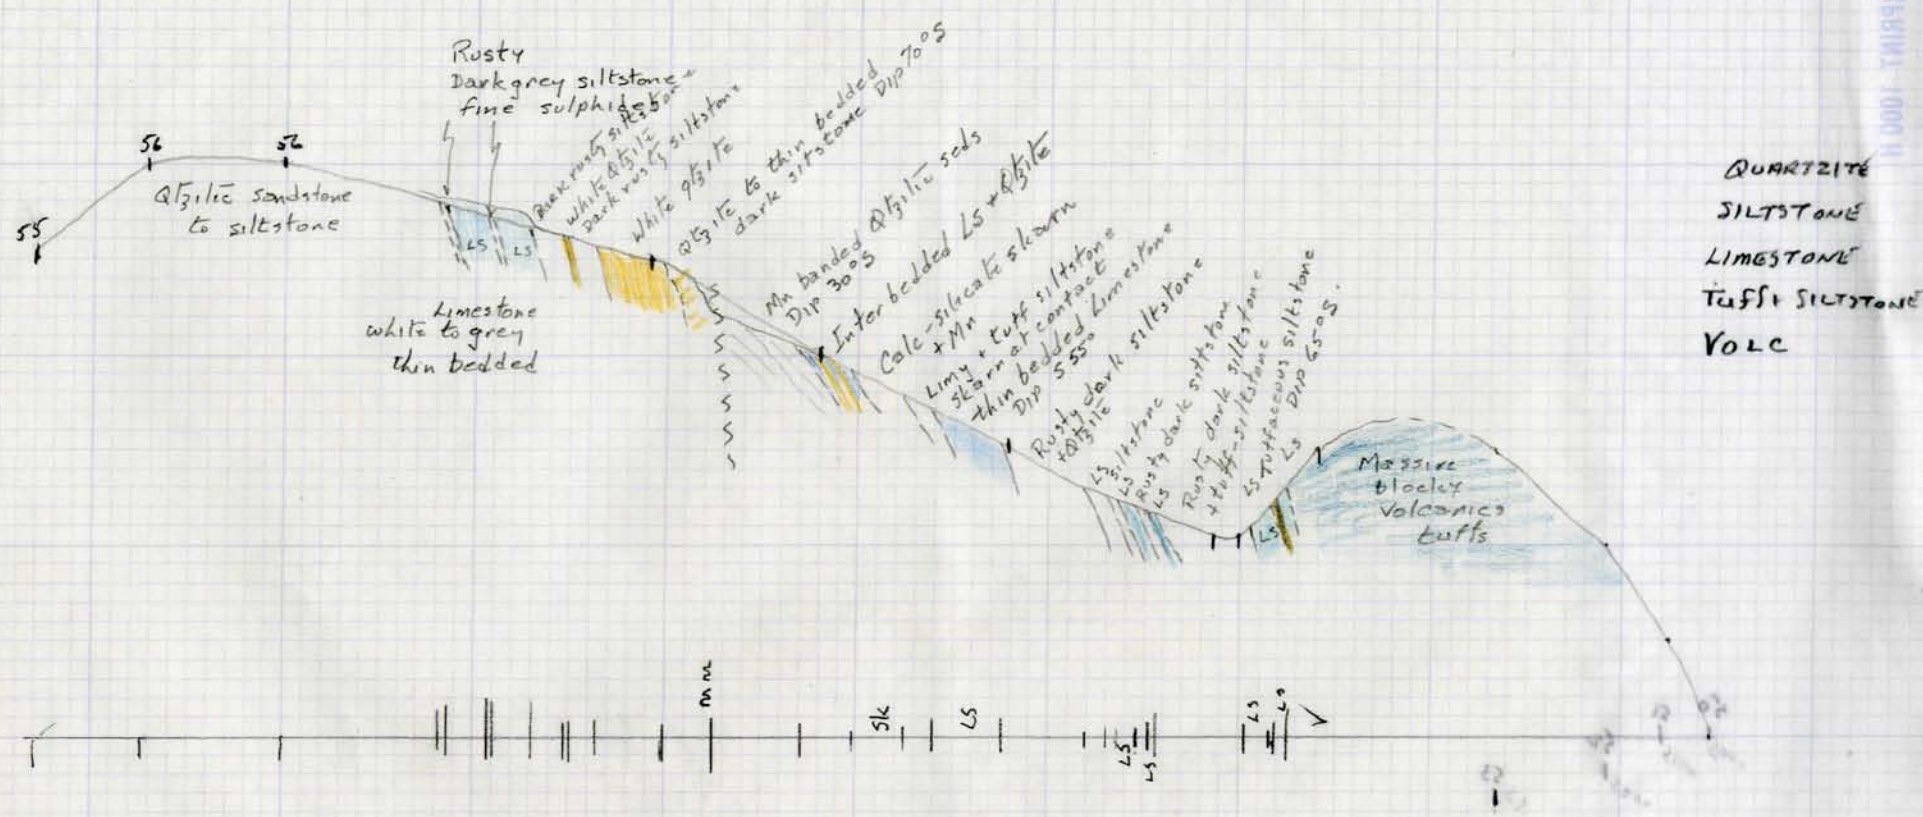 Rusty
Dark grey siltstone -
fine sulphides
56
56
55
Qtzitic sandstone
to siltstone
LS
LS
Limestone
white to grey
thin bedded
Dark rusty siltstone
White Qtzite
Dark rusty siltstone
White qtzite
Qtzite to thin bedded
dark siltstone Dip 70°S
Mn banded Qtzitic seds
Dip 30°S
Interbedded LS + Qtzite
Calc-silicate skarn
+ Mn
Limy + tuff siltstone
skarn at contact
thin bedded Limestone
Dip S 55°
Rusty dark siltstone
+ Qtzite
LS
siltstone
LS
Rusty dark siltstone
LS
Rusty dark siltstone
+ tuff-siltstone
LS
Tuffaceous siltstone
LS
Dip 65°S.
LS
Massive
blocky
Volcanics
tuffs
QUARTZITE
SILTSTONE
LIMESTONE
Tuff + SILTSTONE
VOLC
Sk
LS
LS
LS
LS
LS
V